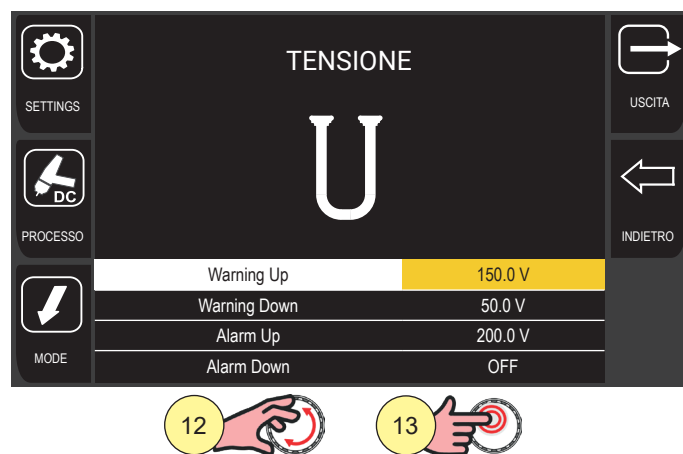 TENSIONE
SETTINGS
USCITA
U
DC
PROCESSO
INDIETRO
Warning Up 150.0 V
Warning Down 50.0 V
Alarm Up 200.0 V
Alarm Down OFF
MODE
12 13